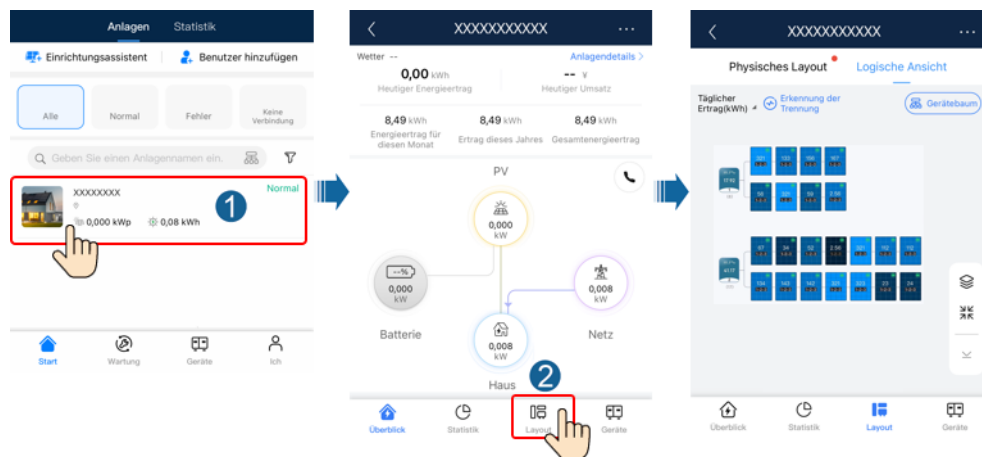 Anlagen Statistik
Einrichtungsassistent Benutzer hinzufügen
Alle Normal Fehler Keine
Verbindung
Geben Sie einen Anlagennamen ein.
XXXXXXXX Normal
0,000 kWp 0,08 kWh
1
Start Wartung Geräte Ich
XXXXXXXXXXX ...
Wetter -- Anlagendetails >
0,00 kWh -- ¥
Heutiger Energieertrag Heutiger Umsatz
8,49 kWh 8,49 kWh 8,49 kWh
Energieertrag für
diesen Monat Ertrag dieses Jahres Gesamtenergieertrag
PV
0,000
kW
--%
0,000
kW
0,008
kW
Batterie Netz
0,008
kW
Haus
2
Überblick Statistik Layout Geräte
XXXXXXXXXXX ...
Physisches Layout Logische Ansicht
Täglicher
Ertrag(kWh) Erkennung der
Trennung Gerätebaum
Überblick Statistik Layout Geräte